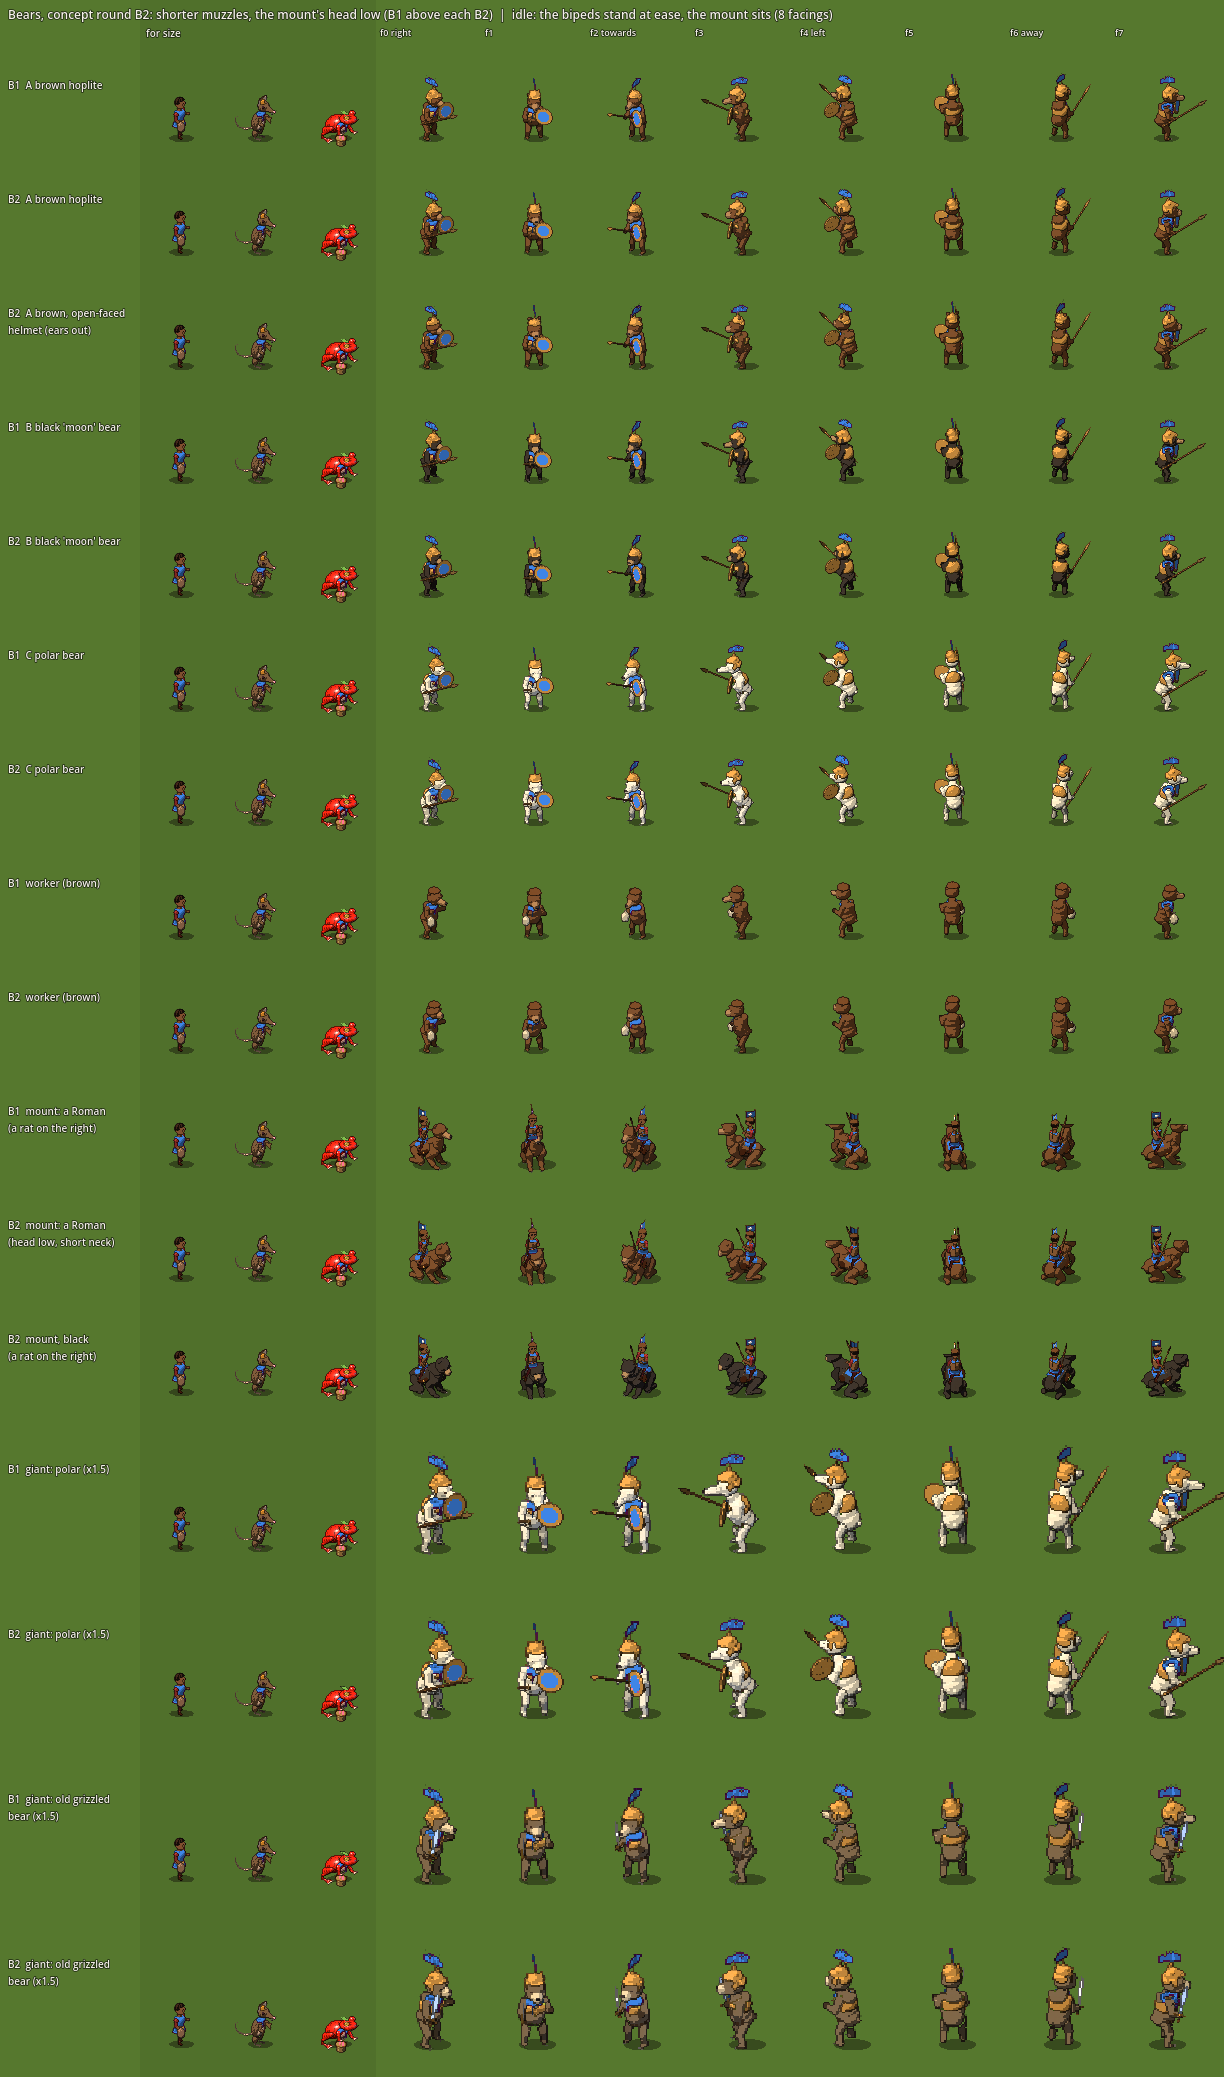 Bears, concept round B2: shorter muzzles, the mount's head low (B1 above each B2)  |  idle: the bipeds stand at ease, the mount sits (8 facings)
for size f0 right f1 f2 towards f3 f4 left f5 f6 away f7
B1 A brown hoplite
B2 A brown hoplite
B2 A brown, open-faced
helmet (ears out)
B1 B black 'moon' bear
B2 B black 'moon' bear
B1 C polar bear
B2 C polar bear
B1 worker (brown)
B2 worker (brown)
B1 mount: a Roman
(a rat on the right)
B2 mount: a Roman
(head low, short neck)
B2 mount, black
(a rat on the right)
B1 giant: polar (x1.5)
B2 giant: polar (x1.5)
B1 giant: old grizzled
bear (x1.5)
B2 giant: old grizzled
bear (x1.5)